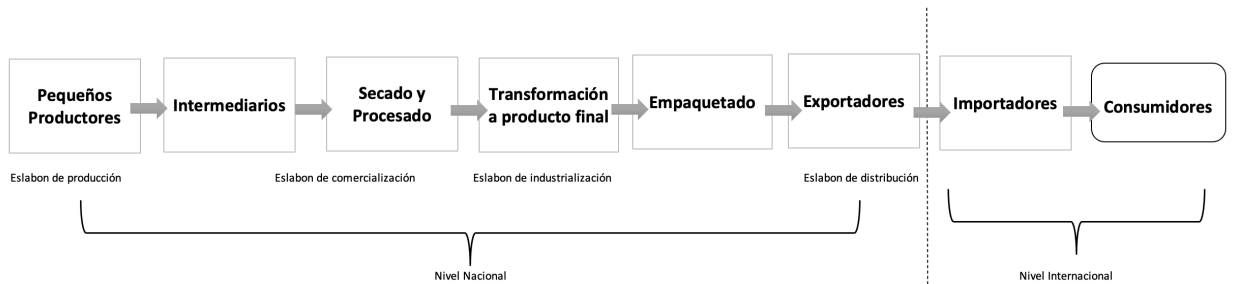 Pequeños
Productores
Intermediarios
Secado y
Procesado
Transformación
a producto final
Empaquetado
Exportadores
Importadores
Consumidores
Eslabon de producción
Eslabon de comercialización
Eslabon de industrialización
Eslabon de distribución
Nivel Nacional
Nivel Internacional